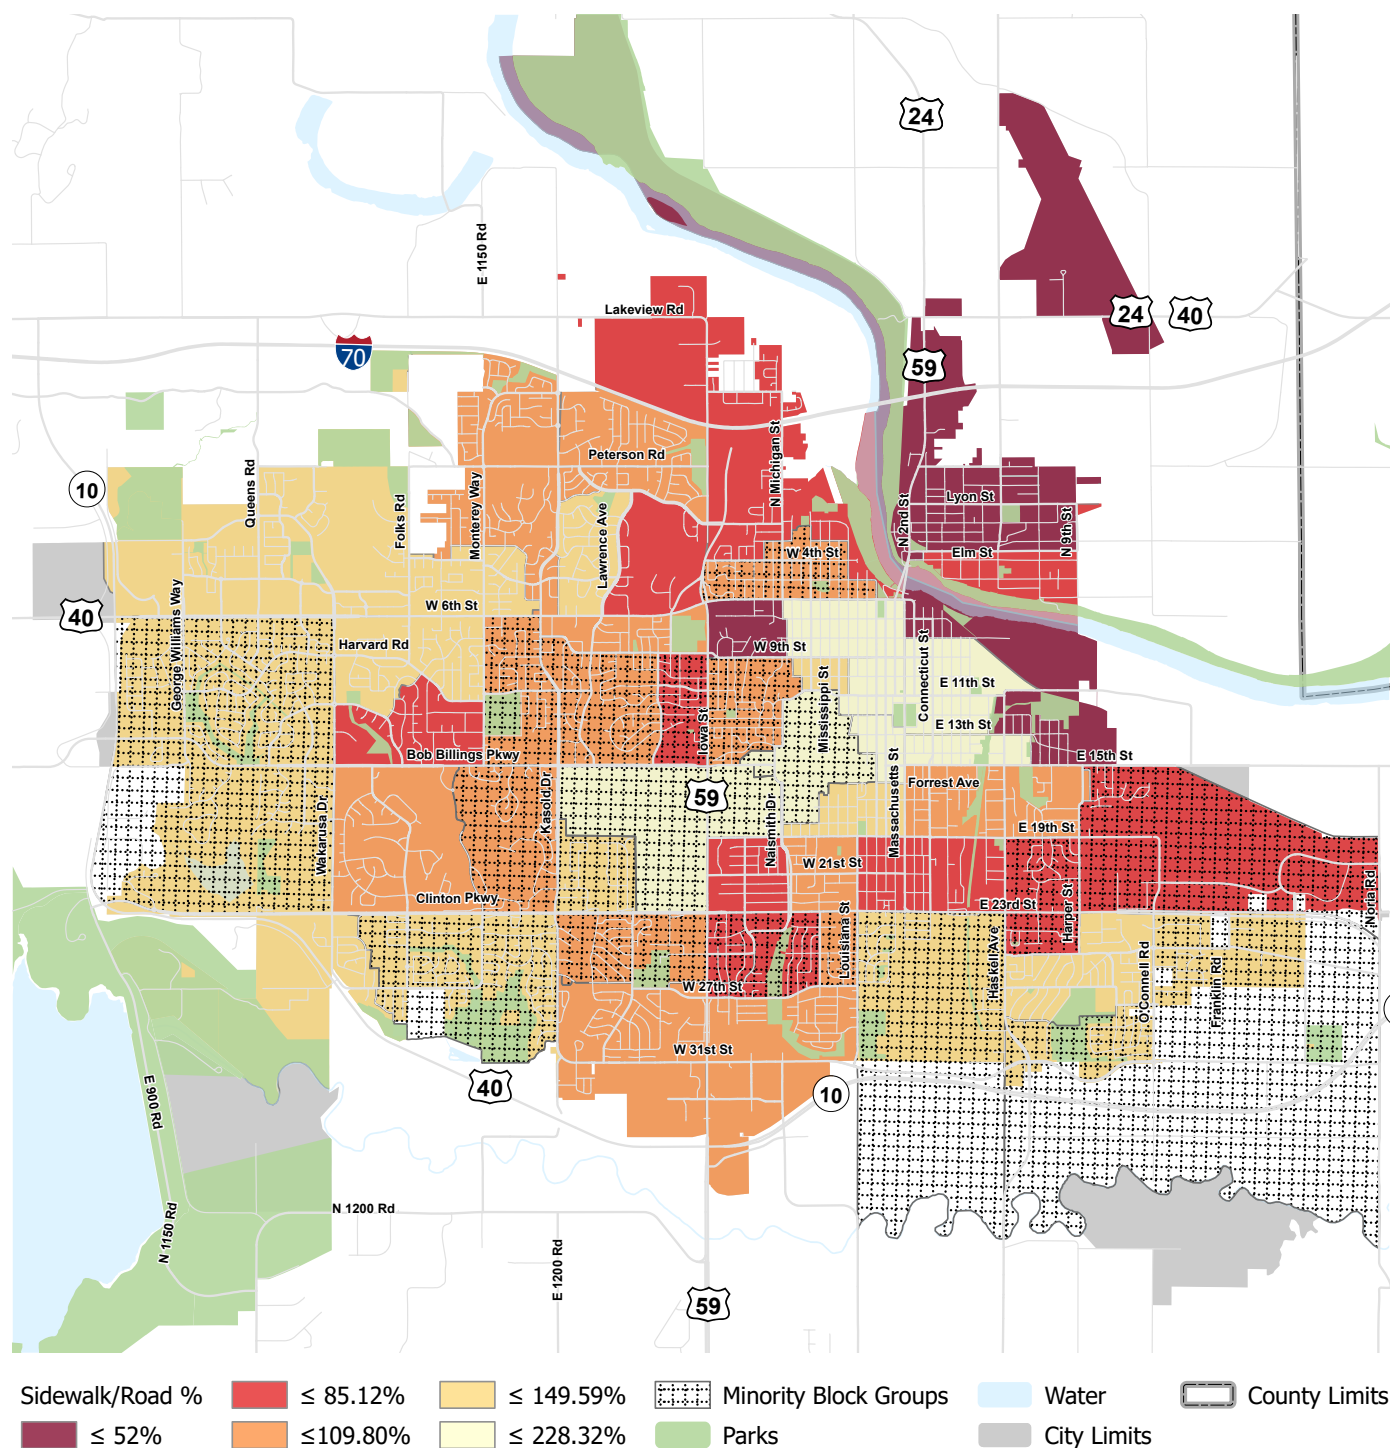 24
E 1150 Rd
Lakeview Rd
24
40
70
59
N Michigan St
Peterson Rd
Queens Rd
10
Folks Rd
Monterey Way
Lawrence Ave
Lyon St
N 2nd St
N 9th St
W 4th St
Elm St
George Williams Way
40
W 6th St
Harvard Rd
W 9th St
Connecticut St
E 11th St
Mississippi St
E 13th St
Iowa St
Bob Billings Pkwy
E 15th St
Massachusetts St
Forrest Ave
Kasold Dr
59
Naismith Dr
Wakarusa Dr
E 19th St
W 21st St
Clinton Pkwy
E 23rd St
Harper St
Noria Rd
Louisiana St
Haskell Ave
O'Connell Rd
Franklin Rd
W 27th St
W 31st St
40
10
E 900 Rd
N 1150 Rd
N 1200 Rd
E 1200 Rd
59
Sidewalk/Road %
≤ 85.12%
≤ 149.59%
Minority Block Groups
Water
County Limits
≤ 52%
≤109.80%
≤ 228.32%
Parks
City Limits